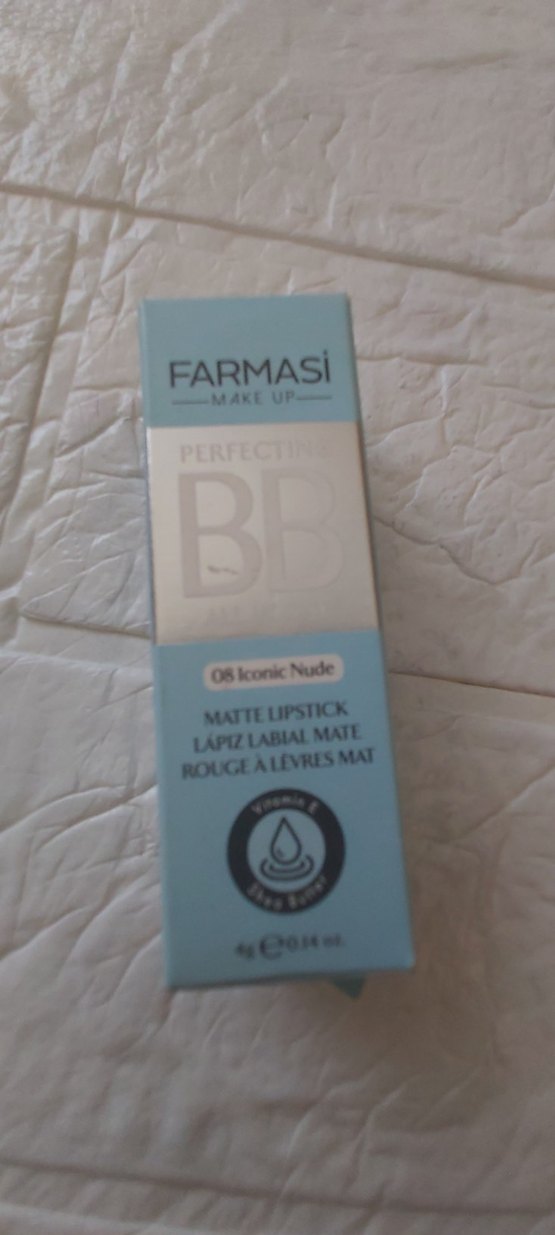 FARMASi
MAKE UP
PERFECTING
BB
08 Iconic Nude
MATTE LIPSTICK
LÁPIZ LABIAL MATE
ROUGE À LÈVRES MAT
Vitamin E
Shea Butter
4g ℮ 0.14 oz.